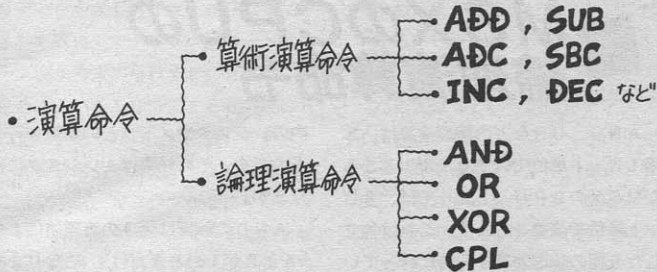 ・演算命令
・算術演算命令
・ADD , SUB
・ADC , SBC
・INC , DEC など
・論理演算命令
・AND
・OR
・XOR
・CPL